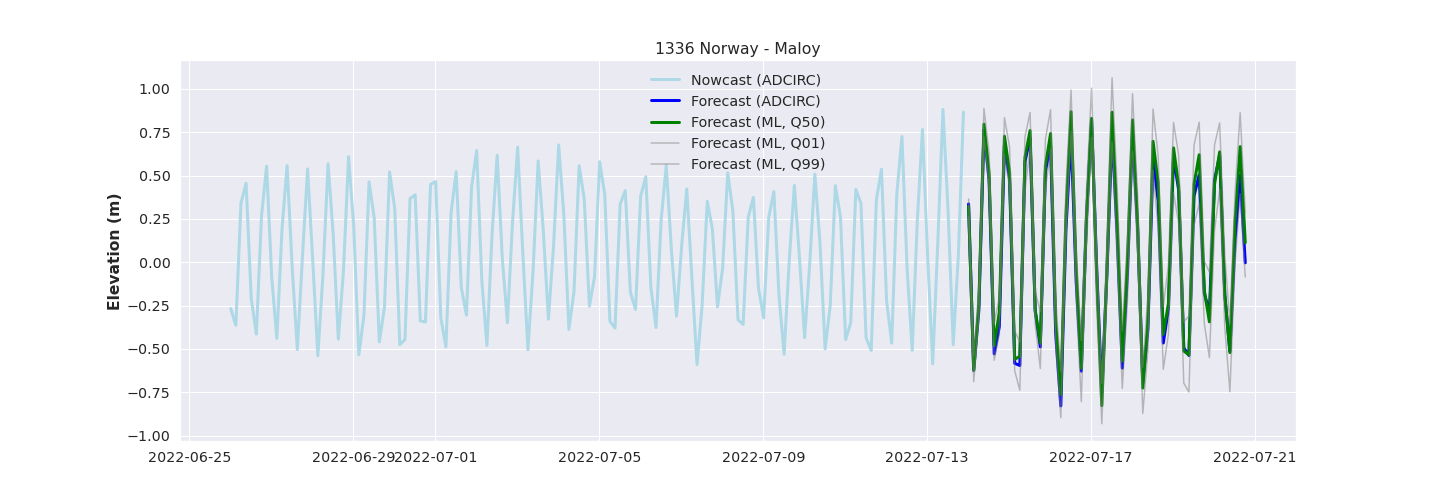 1336 Norway - Maloy
Nowcast (ADCIRC)
Forecast (ADCIRC)
Forecast (ML, Q50)
Forecast (ML, Q01)
Forecast (ML, Q99)
Elevation (m)
1.00
0.75
0.50
0.25
0.00
−0.25
−0.50
−0.75
−1.00
2022-06-25 2022-06-29 2022-07-01 2022-07-05 2022-07-09 2022-07-13 2022-07-17 2022-07-21